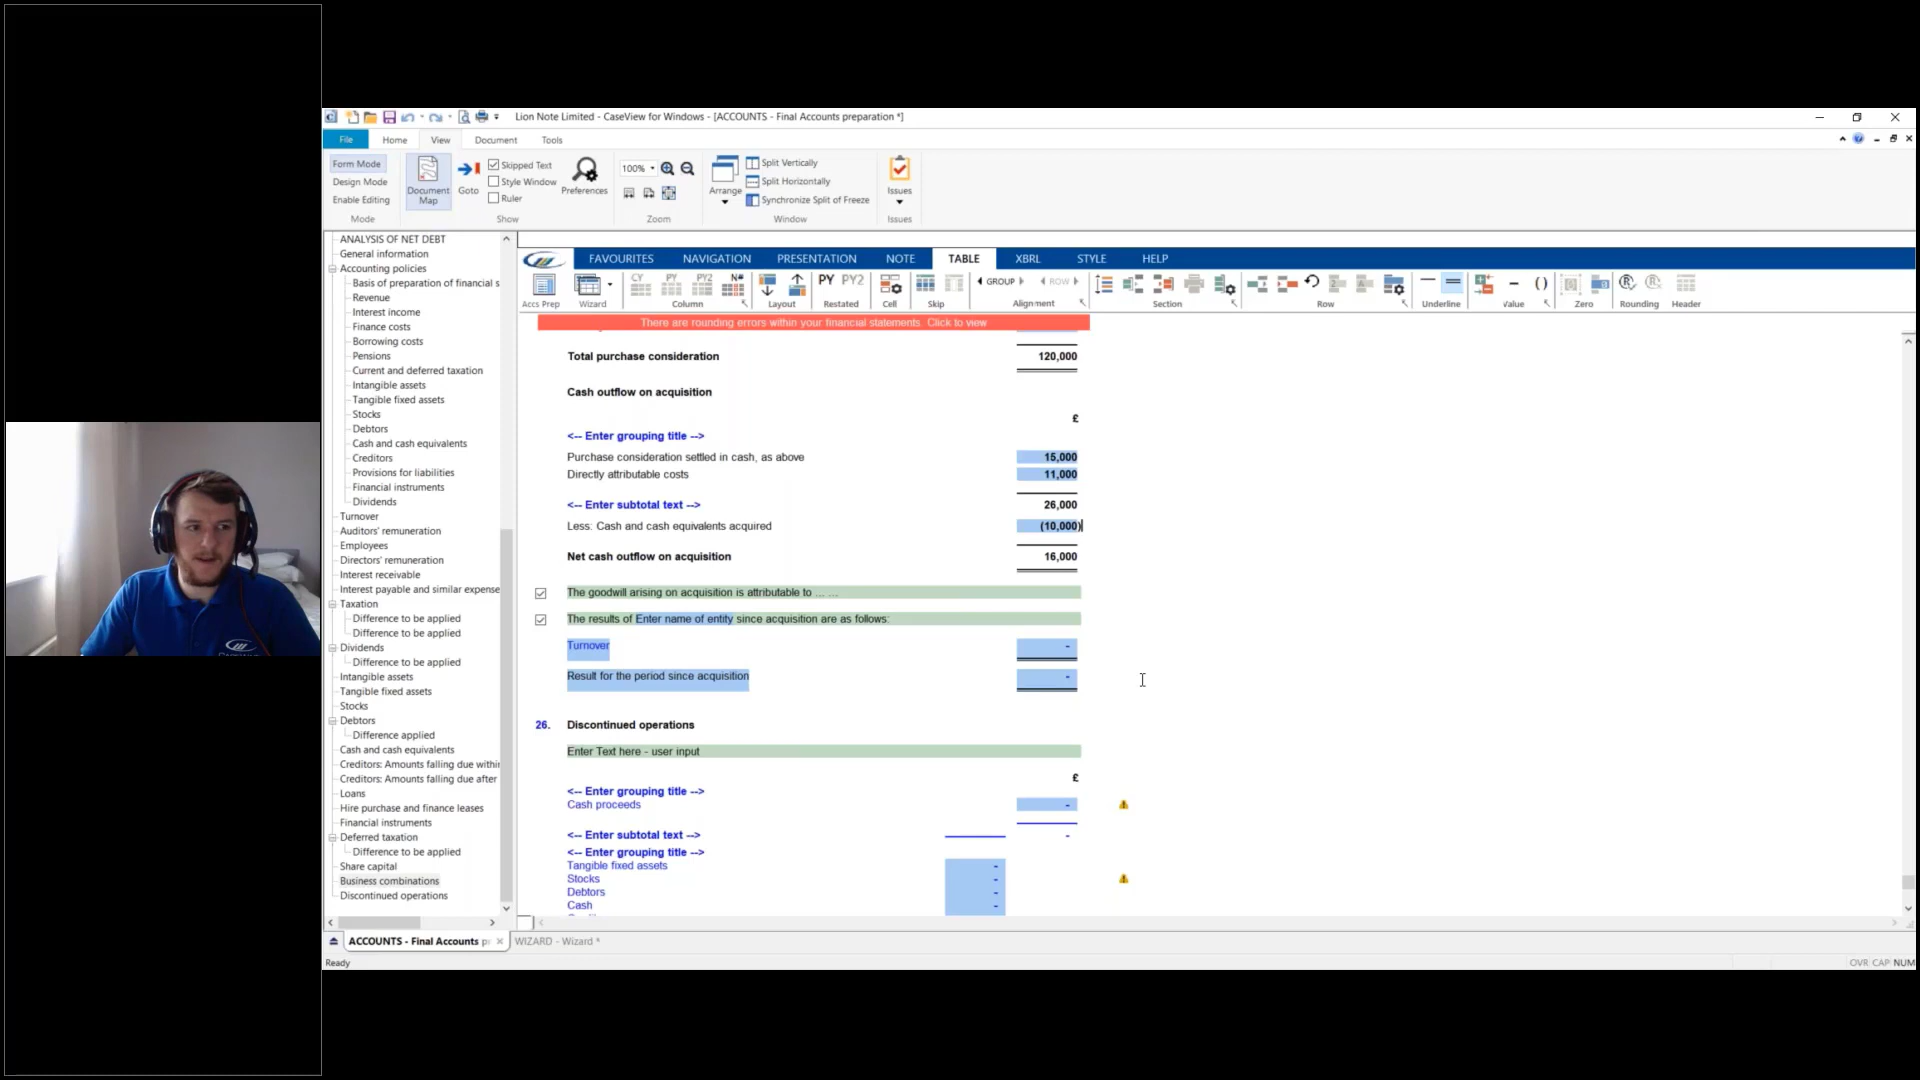 Lion Note Limited - CaseView for Windows - [ACCOUNTS - Final Accounts preparation *]
File Home View Document Tools
Form Mode
Design Mode
Enable Editing
Mode
Document Map
Goto
Skipped Text
Style Window
Ruler
Preferences
Show
100%
Zoom
Arrange
Split Vertically
Split Horizontally
Synchronize Split of Freeze
Window
Issues
Issues
ANALYSIS OF NET DEBT
General information
Accounting policies
Basis of preparation of financial s
Revenue
Interest income
Finance costs
Borrowing costs
Pensions
Current and deferred taxation
Intangible assets
Tangible fixed assets
Stocks
Debtors
Cash and cash equivalents
Creditors
Provisions for liabilities
Financial instruments
Dividends
Turnover
Auditors' remuneration
Employees
Directors' remuneration
Interest receivable
Interest payable and similar expense
Taxation
Difference to be applied
Difference to be applied
Dividends
Difference to be applied
Intangible assets
Tangible fixed assets
Stocks
Debtors
Difference applied
Cash and cash equivalents
Creditors: Amounts falling due withi
Creditors: Amounts falling due after
Loans
Hire purchase and finance leases
Financial instruments
Deferred taxation
Difference to be applied
Share capital
Business combinations
Discontinued operations
FAVOURITES NAVIGATION PRESENTATION NOTE TABLE XBRL STYLE HELP
CY PY PY2 N# PY PY2 GROUP ROW
Accs Prep Wizard Column Layout Restated Cell Skip Alignment Section Row Underline Value Zero Rounding Header
There are rounding errors within your financial statements. Click to view
Total purchase consideration 120,000
Cash outflow on acquisition
£
<-- Enter grouping title -->
Purchase consideration settled in cash, as above 15,000
Directly attributable costs 11,000
<-- Enter subtotal text --> 26,000
Less: Cash and cash equivalents acquired (10,000)
Net cash outflow on acquisition 16,000
The goodwill arising on acquisition is attributable to ... ...
The results of Enter name of entity since acquisition are as follows:
Turnover -
Result for the period since acquisition -
26. Discontinued operations
Enter Text here - user input
£
<-- Enter grouping title -->
Cash proceeds -
<-- Enter subtotal text --> -
<-- Enter grouping title -->
Tangible fixed assets -
Stocks -
Debtors -
Cash -
ACCOUNTS - Final Accounts p WIZARD - Wizard *
Ready
OVR CAP NUM